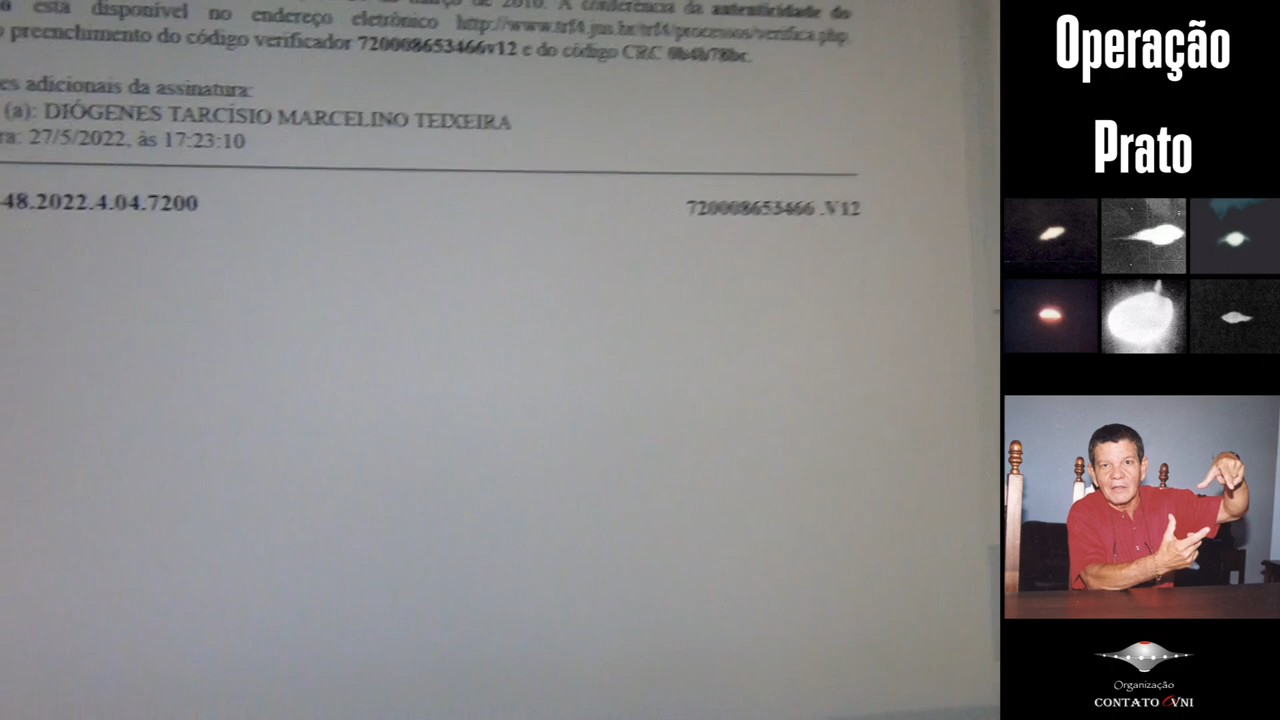 está disponível no endereço eletrônico http://www.trf4.jus.br/trf4/processos/verifica.php
preenchimento do código verificador 720008653466v12 e do código CRC
es adicionais da assinatura:
(a): DIÓGENES TARCÍSIO MARCELINO TEIXEIRA
ra: 27/5/2022, às 17:23:10
-48.2022.4.04.7200
720008653466 .V12
Operação
Prato
Organização
CONTATO OVNI